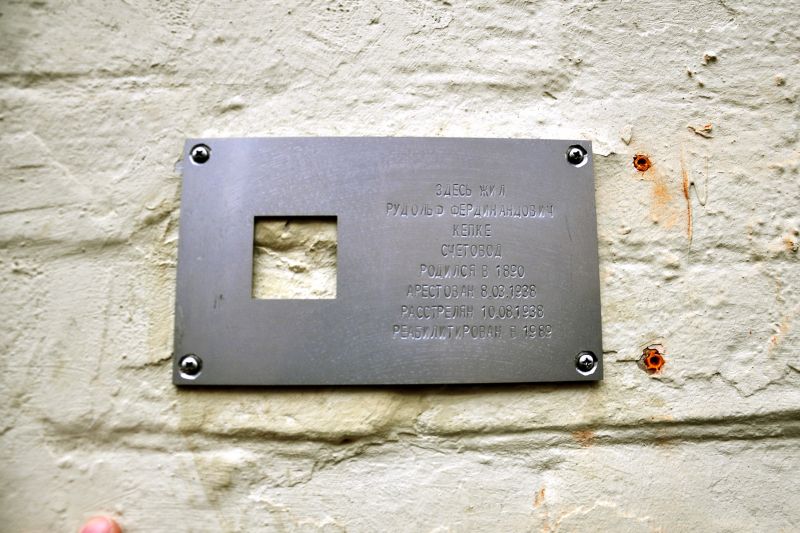 ЗДЕСЬ ЖИЛ
РУДОЛЬФ ФЕРДИНАНДОВИЧ
КЕПКЕ
СЧЕТОВОД
РОДИЛСЯ В 1890
АРЕСТОВАН 8.03.1938
РАССТРЕЛЯН 10.08.1938
РЕАБИЛИТИРОВАН В 1989